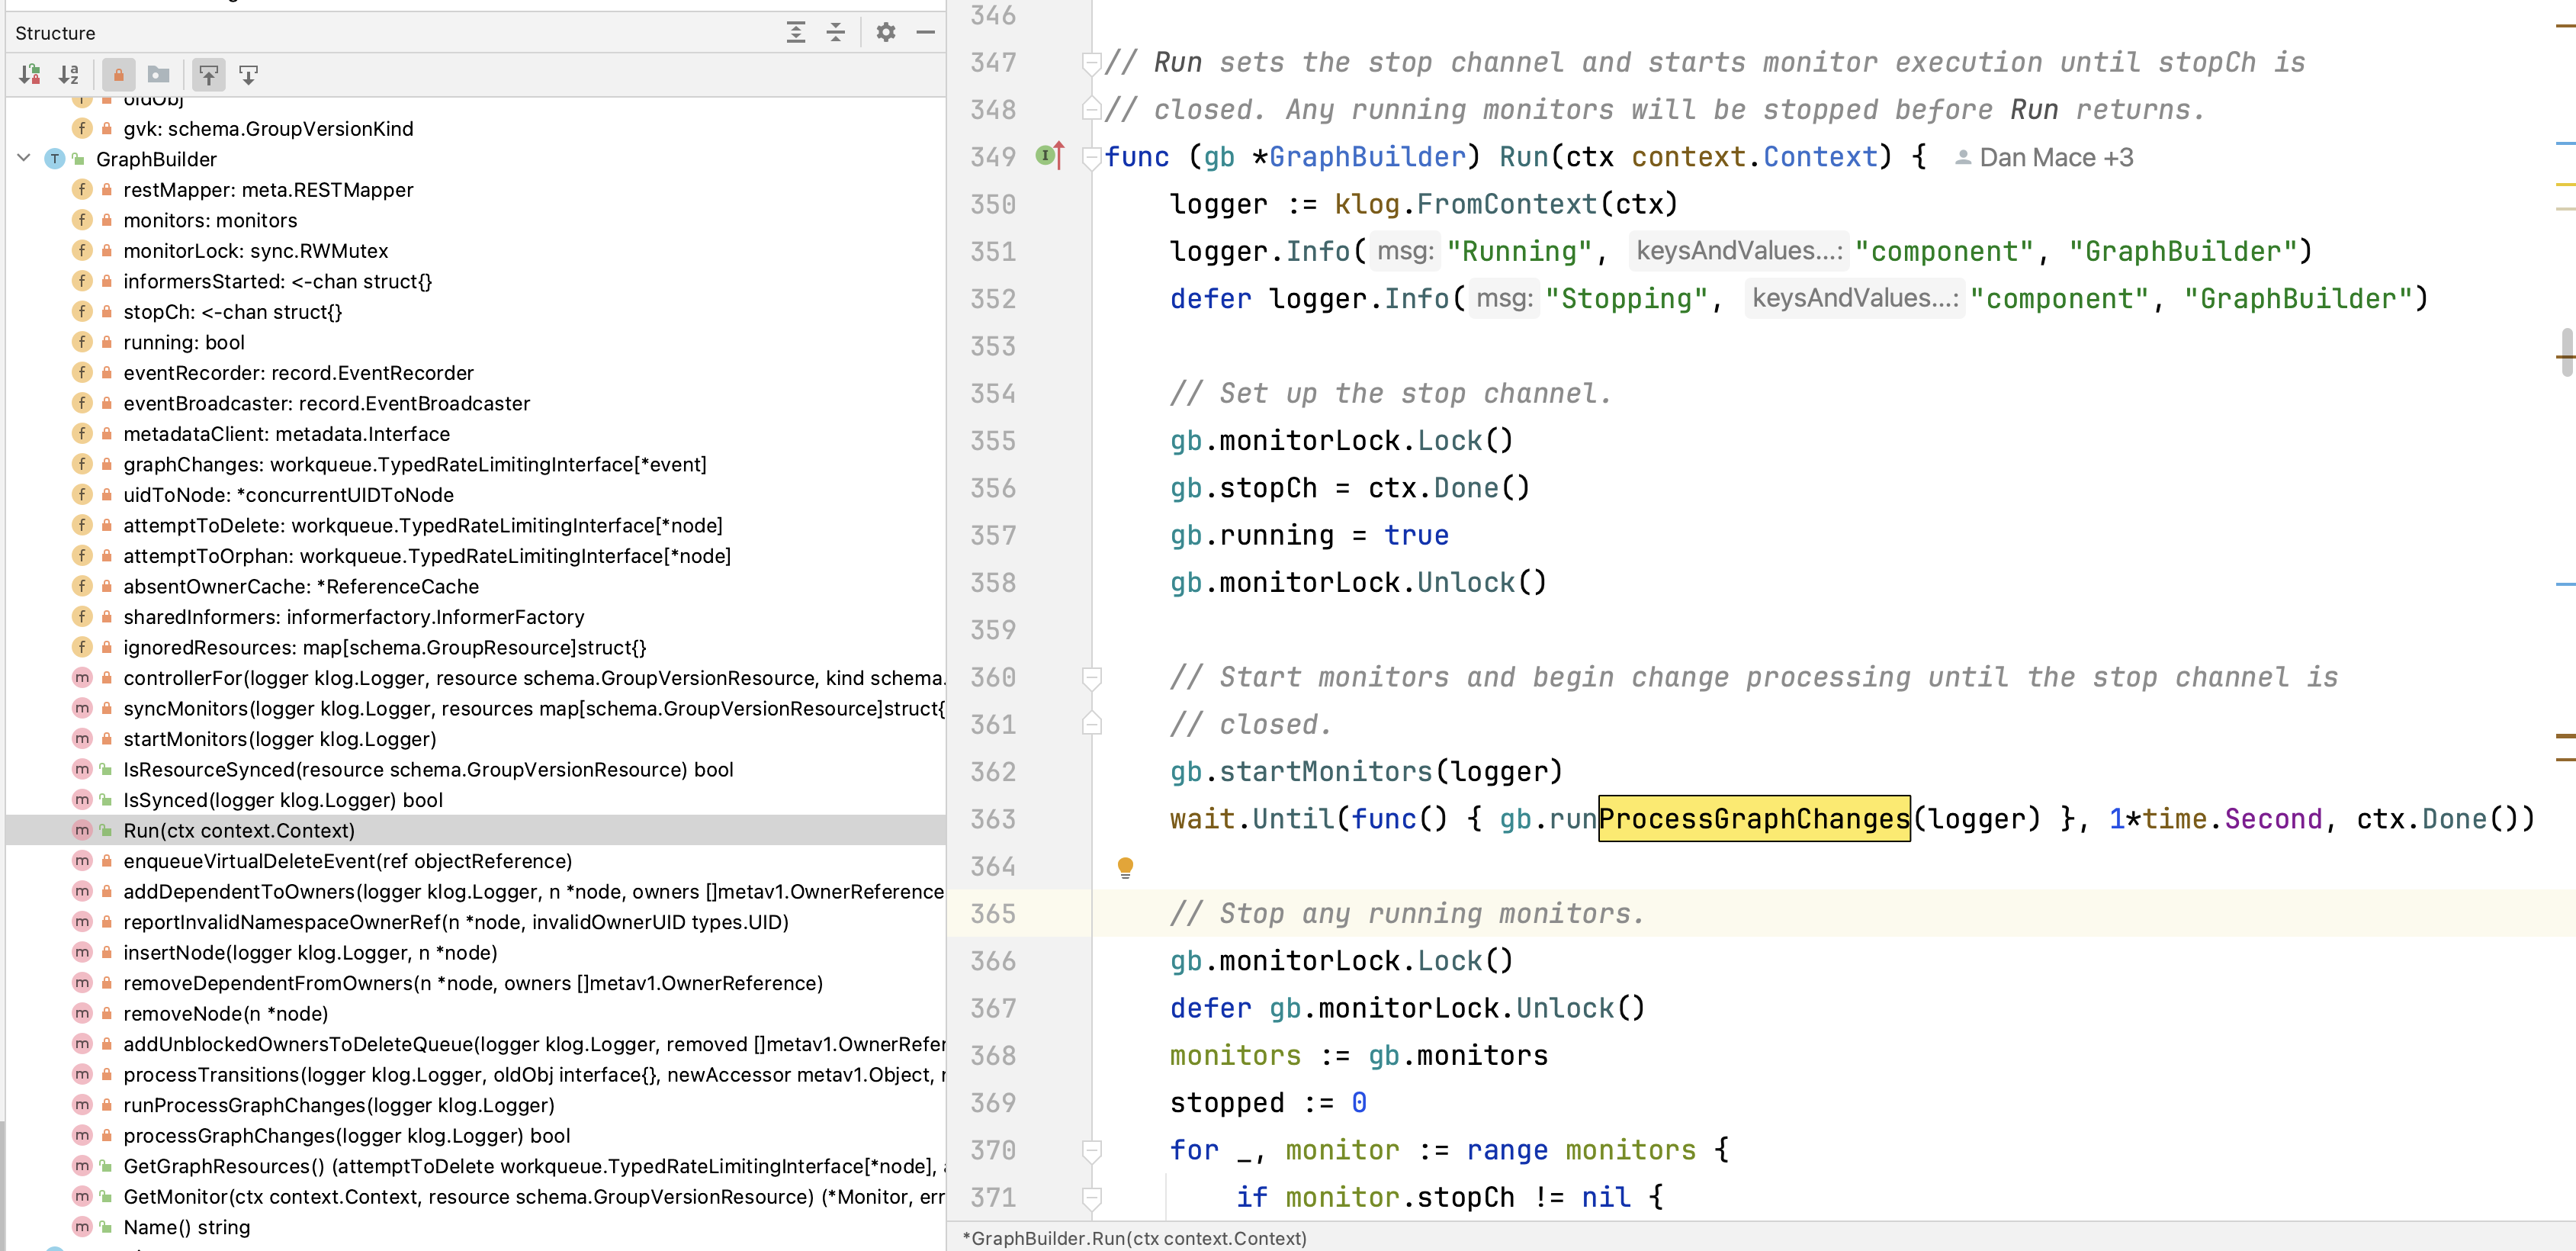 Structure
oldObj
gvk: schema.GroupVersionKind
GraphBuilder
restMapper: meta.RESTMapper
monitors: monitors
monitorLock: sync.RWMutex
informersStarted: <-chan struct{}
stopCh: <-chan struct{}
running: bool
eventRecorder: record.EventRecorder
eventBroadcaster: record.EventBroadcaster
metadataClient: metadata.Interface
graphChanges: workqueue.TypedRateLimitingInterface[*event]
uidToNode: *concurrentUIDToNode
attemptToDelete: workqueue.TypedRateLimitingInterface[*node]
attemptToOrphan: workqueue.TypedRateLimitingInterface[*node]
absentOwnerCache: *ReferenceCache
sharedInformers: informerfactory.InformerFactory
ignoredResources: map[schema.GroupResource]struct{}
controllerFor(logger klog.Logger, resource schema.GroupVersionResource, kind schema.
syncMonitors(logger klog.Logger, resources map[schema.GroupVersionResource]struct{
startMonitors(logger klog.Logger)
IsResourceSynced(resource schema.GroupVersionResource) bool
IsSynced(logger klog.Logger) bool
Run(ctx context.Context)
enqueueVirtualDeleteEvent(ref objectReference)
addDependentToOwners(logger klog.Logger, n *node, owners []metav1.OwnerReference
reportInvalidNamespaceOwnerRef(n *node, invalidOwnerUID types.UID)
insertNode(logger klog.Logger, n *node)
removeDependentFromOwners(n *node, owners []metav1.OwnerReference)
removeNode(n *node)
addUnblockedOwnersToDeleteQueue(logger klog.Logger, removed []metav1.OwnerRefer
processTransitions(logger klog.Logger, oldObj interface{}, newAccessor metav1.Object, r
runProcessGraphChanges(logger klog.Logger)
processGraphChanges(logger klog.Logger) bool
GetGraphResources() (attemptToDelete workqueue.TypedRateLimitingInterface[*node], a
GetMonitor(ctx context.Context, resource schema.GroupVersionResource) (*Monitor, err
Name() string
346
347 // Run sets the stop channel and starts monitor execution until stopCh is
348 // closed. Any running monitors will be stopped before Run returns.
349 func (gb *GraphBuilder) Run(ctx context.Context) { Dan Mace +3
350 logger := klog.FromContext(ctx)
351 logger.Info( msg: "Running", keysAndValues...: "component", "GraphBuilder")
352 defer logger.Info( msg: "Stopping", keysAndValues...: "component", "GraphBuilder")
353
354 // Set up the stop channel.
355 gb.monitorLock.Lock()
356 gb.stopCh = ctx.Done()
357 gb.running = true
358 gb.monitorLock.Unlock()
359
360 // Start monitors and begin change processing until the stop channel is
361 // closed.
362 gb.startMonitors(logger)
363 wait.Until(func() { gb.runProcessGraphChanges(logger) }, 1*time.Second, ctx.Done())
364
365 // Stop any running monitors.
366 gb.monitorLock.Lock()
367 defer gb.monitorLock.Unlock()
368 monitors := gb.monitors
369 stopped := 0
370 for _, monitor := range monitors {
371 if monitor.stopCh != nil {
*GraphBuilder.Run(ctx context.Context)